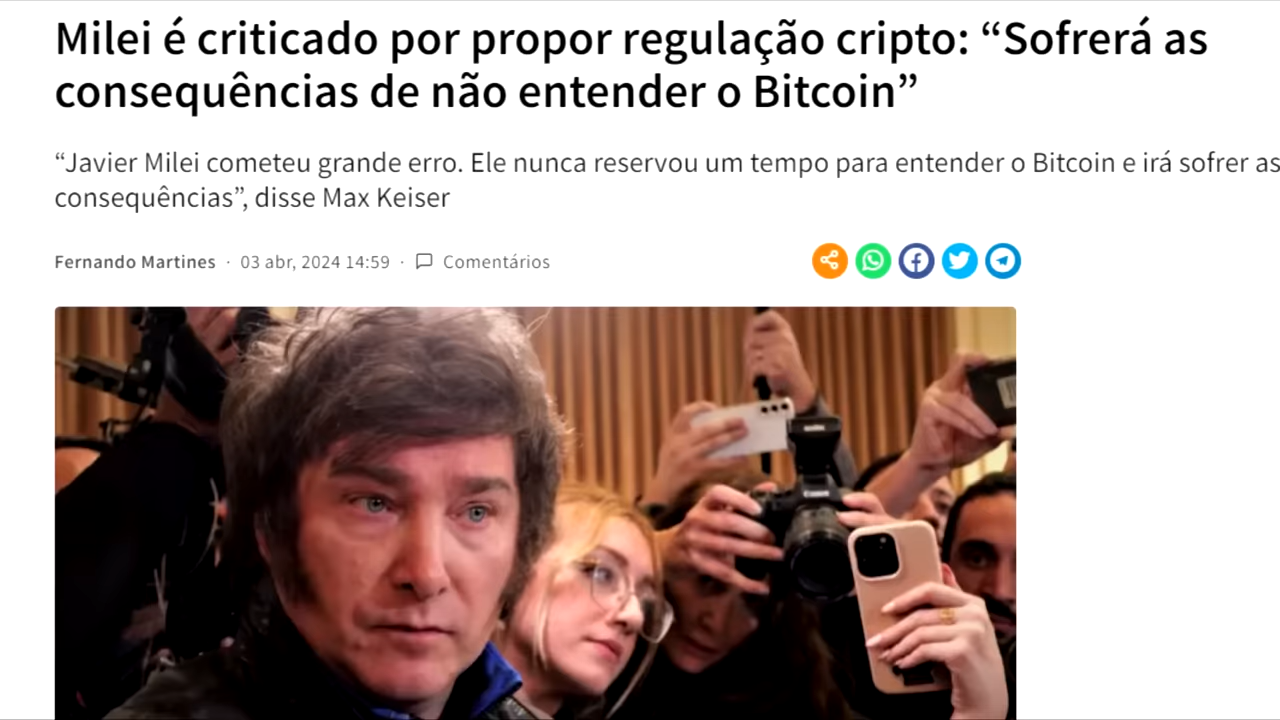 Milei é criticado por propor regulação cripto: “Sofrerá as
consequências de não entender o Bitcoin”
“Javier Milei cometeu grande erro. Ele nunca reservou um tempo para entender o Bitcoin e irá sofrer as
consequências”, disse Max Keiser
Fernando Martines · 03 abr, 2024 14:59 · Comentários
Canon